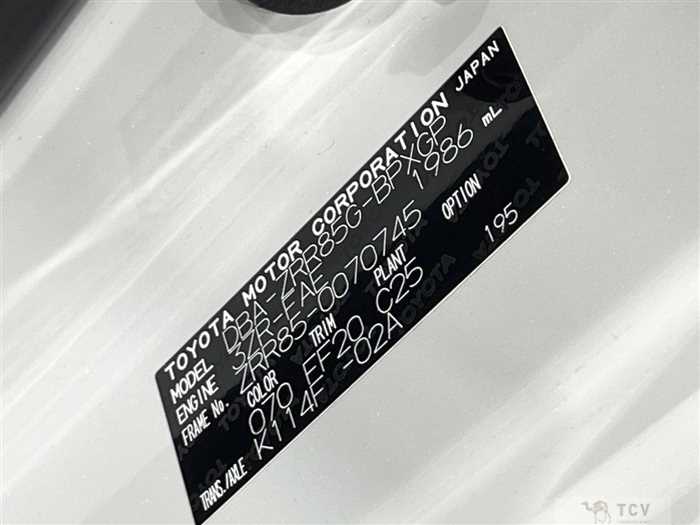 TOYOTA MOTOR CORPORATION JAPAN
MODEL DBA-ZRR85G-BPXGP
ENGINE 3ZR-FAE 1986 mL
FRAME No. ZRR85-0070745
COLOR TRIM PLANT OPTION
070 EF20 C25 195
TRANS./AXLE K114F -02A
TCV